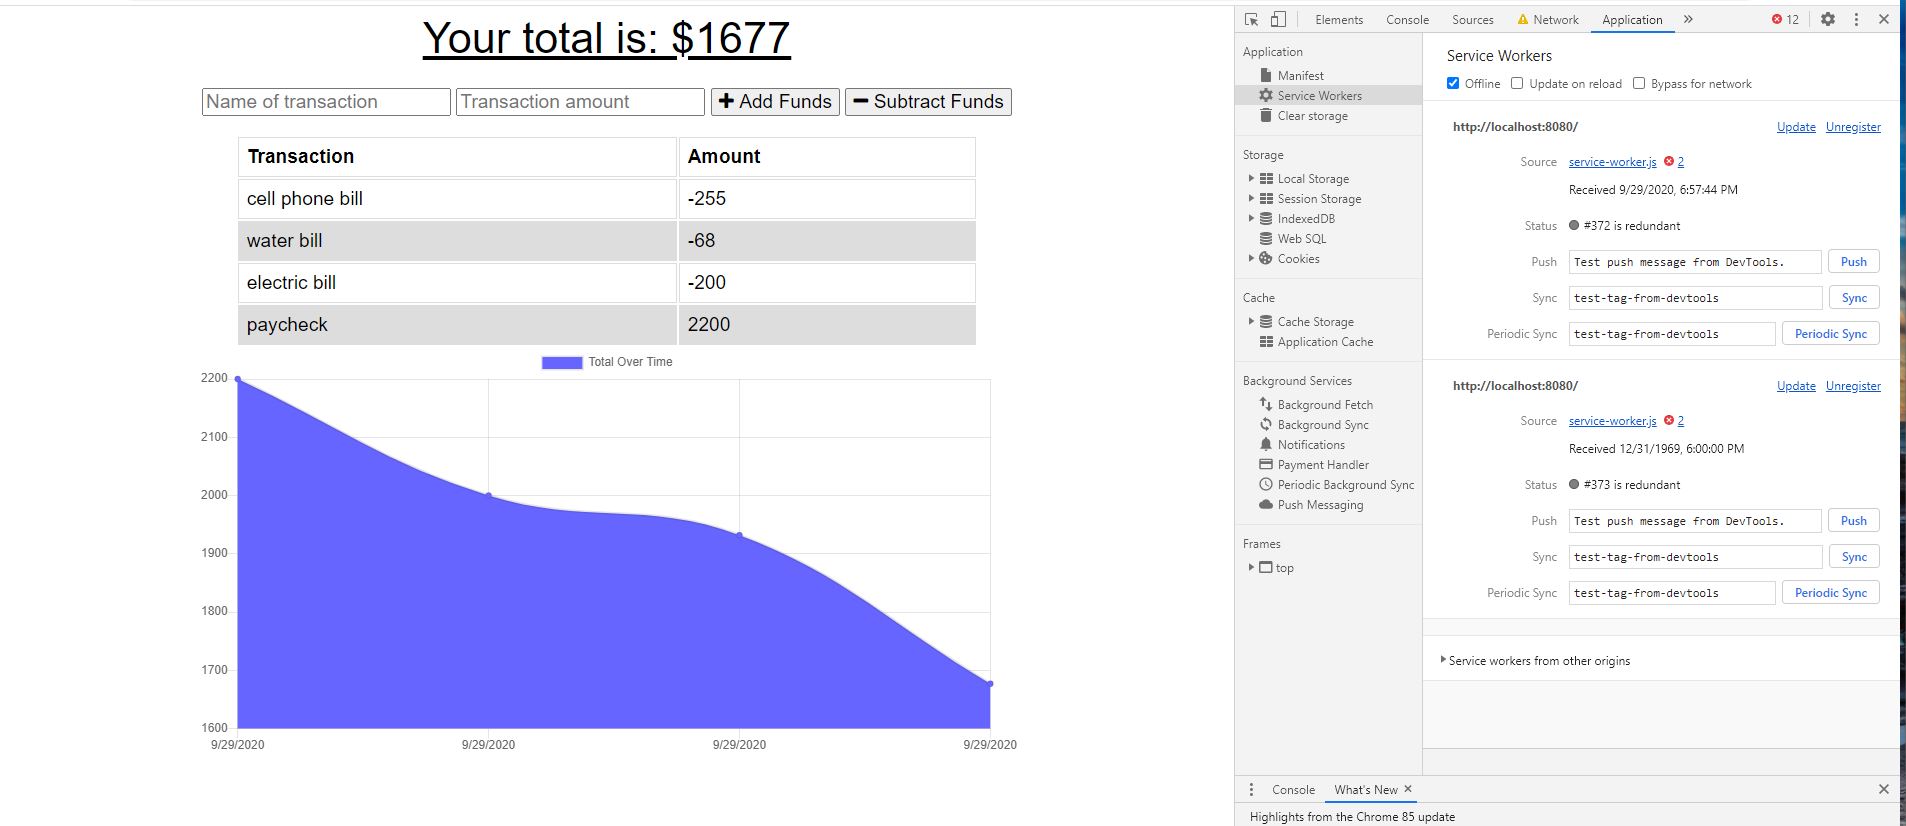 Your total is: $1677
Name of transaction Transaction amount Add Funds Subtract Funds
Transaction Amount
cell phone bill -255
water bill -68
electric bill -200
paycheck 2200
Total Over Time
2200
2100
2000
1900
1800
1700
1600
9/29/2020 9/29/2020 9/29/2020 9/29/2020
Elements Console Sources Network Application » 12
Application
Manifest
Service Workers
Clear storage
Storage
Local Storage
Session Storage
IndexedDB
Web SQL
Cookies
Cache
Cache Storage
Application Cache
Background Services
Background Fetch
Background Sync
Notifications
Payment Handler
Periodic Background Sync
Push Messaging
Frames
top
Service Workers
Offline Update on reload Bypass for network
http://localhost:8080/ Update Unregister
Source service-worker.js 2
Received 9/29/2020, 6:57:44 PM
Status #372 is redundant
Push Test push message from DevTools. Push
Sync test-tag-from-devtools Sync
Periodic Sync test-tag-from-devtools Periodic Sync
http://localhost:8080/ Update Unregister
Source service-worker.js 2
Received 12/31/1969, 6:00:00 PM
Status #373 is redundant
Push Test push message from DevTools. Push
Sync test-tag-from-devtools Sync
Periodic Sync test-tag-from-devtools Periodic Sync
Service workers from other origins
Console What's New
Highlights from the Chrome 85 update